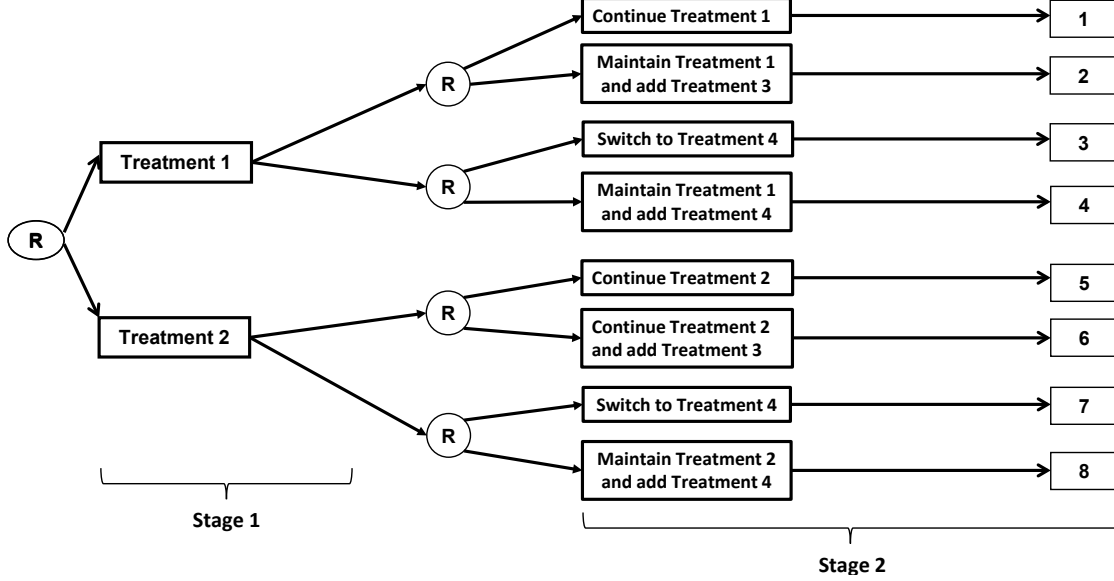 Continue Treatment 1
1
R
Maintain Treatment 1
and add Treatment 3
2
Treatment 1
Switch to Treatment 4
3
R
Maintain Treatment 1
and add Treatment 4
4
R
Continue Treatment 2
5
R
Treatment 2
Continue Treatment 2
and add Treatment 3
6
Switch to Treatment 4
7
R
Maintain Treatment 2
and add Treatment 4
8
Stage 1
Stage 2